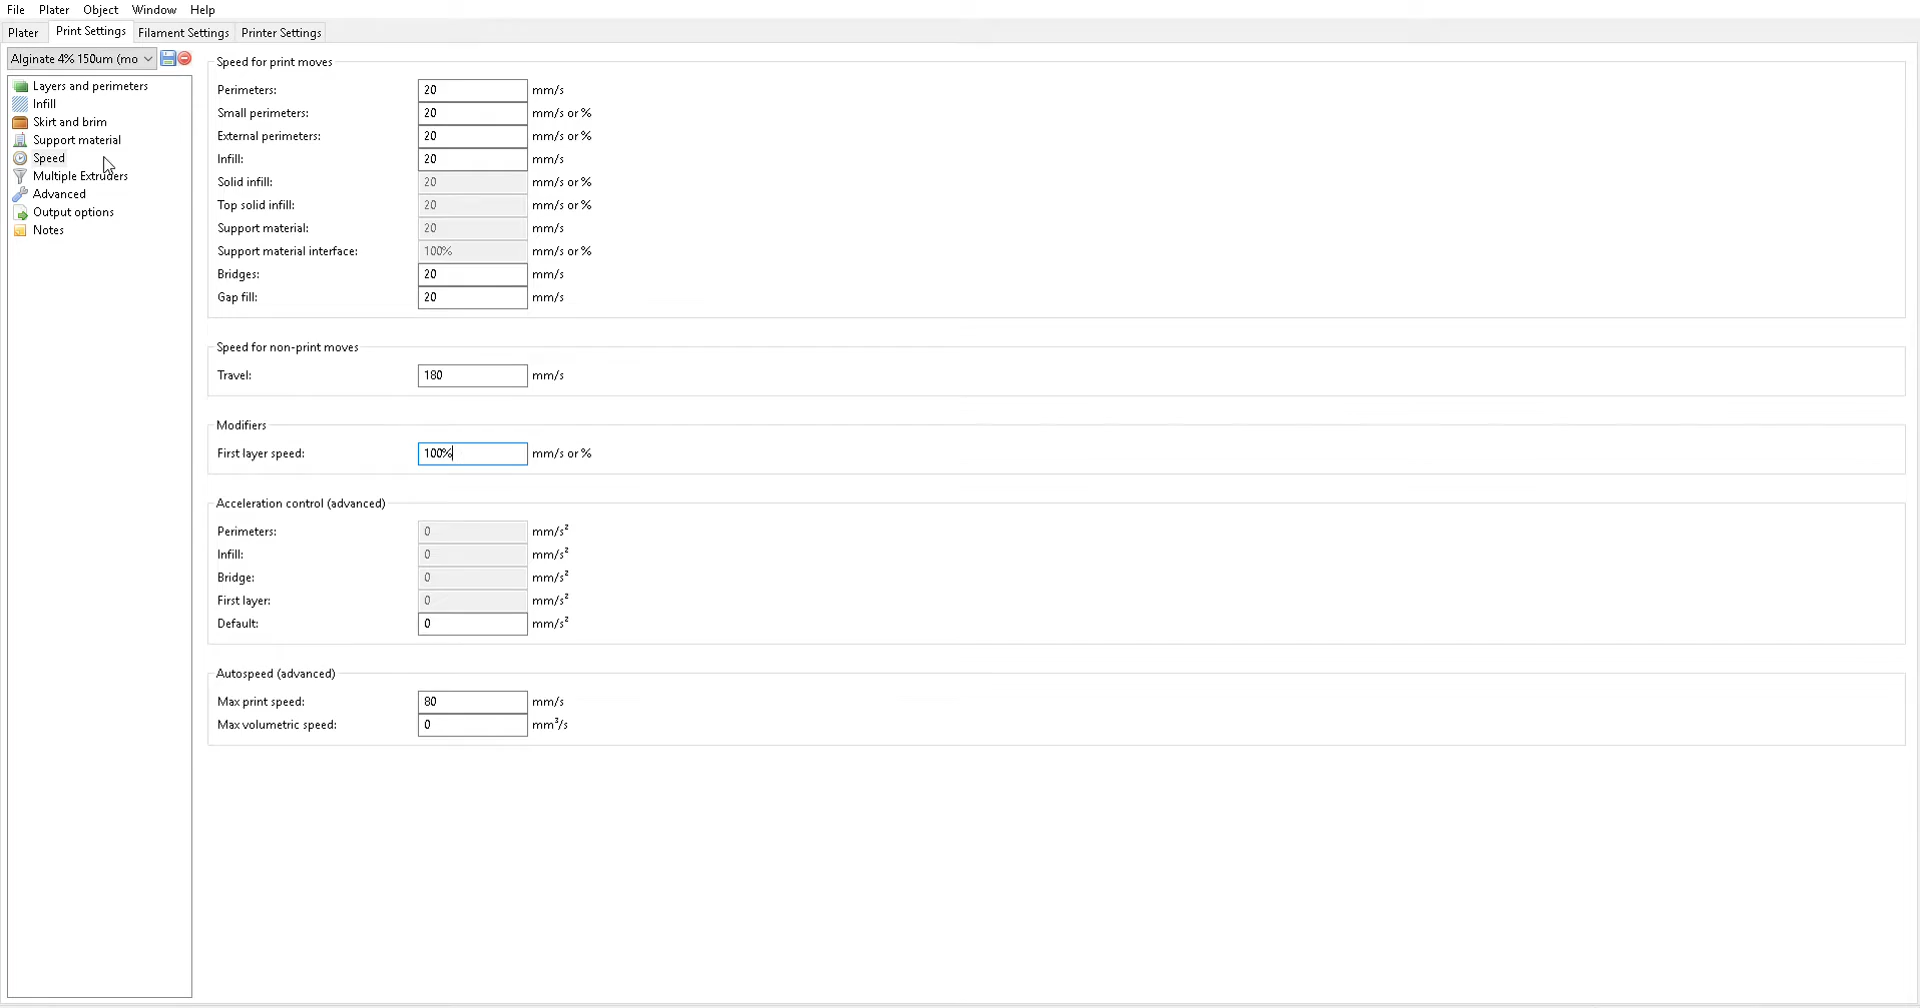 File Plater Object Window Help
Plater Print Settings Filament Settings Printer Settings
Alginate 4% 150um (mo
Layers and perimeters
Infill
Skirt and brim
Support material
Speed
Multiple Extruders
Advanced
Output options
Notes
Speed for print moves
Perimeters: 20 mm/s
Small perimeters: 20 mm/s or %
External perimeters: 20 mm/s or %
Infill: 20 mm/s
Solid infill: 20 mm/s or %
Top solid infill: 20 mm/s or %
Support material: 20 mm/s
Support material interface: 100% mm/s or %
Bridges: 20 mm/s
Gap fill: 20 mm/s
Speed for non-print moves
Travel: 180 mm/s
Modifiers
First layer speed: 100% mm/s or %
Acceleration control (advanced)
Perimeters: 0 mm/s²
Infill: 0 mm/s²
Bridge: 0 mm/s²
First layer: 0 mm/s²
Default: 0 mm/s²
Autospeed (advanced)
Max print speed: 80 mm/s
Max volumetric speed: 0 mm³/s